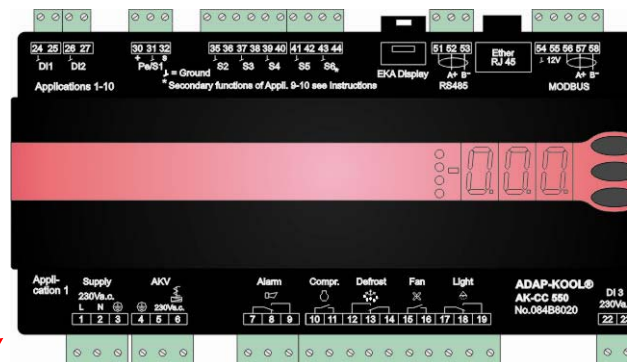 24 25 26 27 30 31 32 35 36 37 38 39 40 41 42 43 44 51 52 53 54 55 56 57 58
+ S
DI1 DI2 Pe/S1 S2 S3 S4 S5 S6* EKA Display A+ B- Ether RJ 45 12V A+ B-
= Ground RS485 MODBUS
Applications 1-10 * Secondary functions of Appl. 9-10 see Instructions
Appli-
cation 1
Supply AKV Alarm Compr. Defrost Fan Light
230Va.c. 230Va.c.
L N
1 2 3 4 5 6 7 8 9 10 11 12 13 14 15 16 17 18 19
ADAP-KOOL®
AK-CC 550
No.084B8020
DI 3
230Va.c
22 23